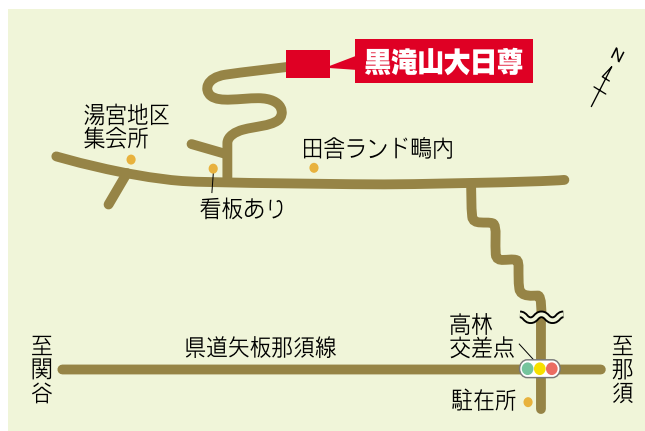 黒滝山大日尊
N
湯宮地区
集会所
田舎ランド鴫内
看板あり
高林
交差点
県道矢板那須線
至関谷
至那須
駐在所